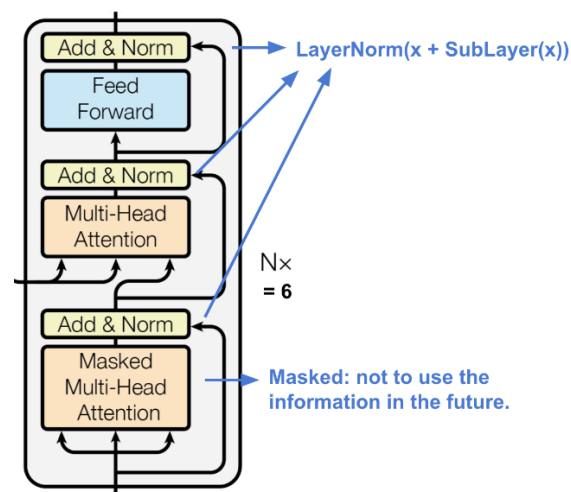 Add & Norm
LayerNorm(x + SubLayer(x))
Feed
Forward
Add & Norm
Multi-Head
Attention
N×
= 6
Add & Norm
Masked
Multi-Head
Attention
Masked: not to use the
information in the future.